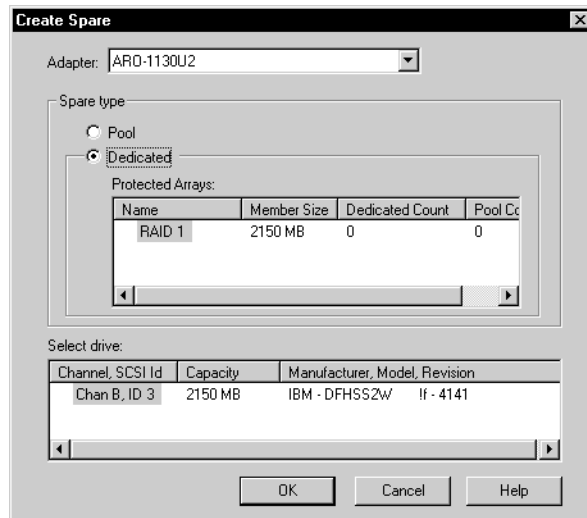 Create Spare
Adapter: ARO-1130U2
Spare type
Pool
Dedicated
Protected Arrays:
Name Member Size Dedicated Count Pool Co
RAID 1 2150 MB 0 0
Select drive:
Channel, SCSI Id Capacity Manufacturer, Model, Revision
Chan B, ID 3 2150 MB IBM - DFHSS2W !f - 4141
OK Cancel Help